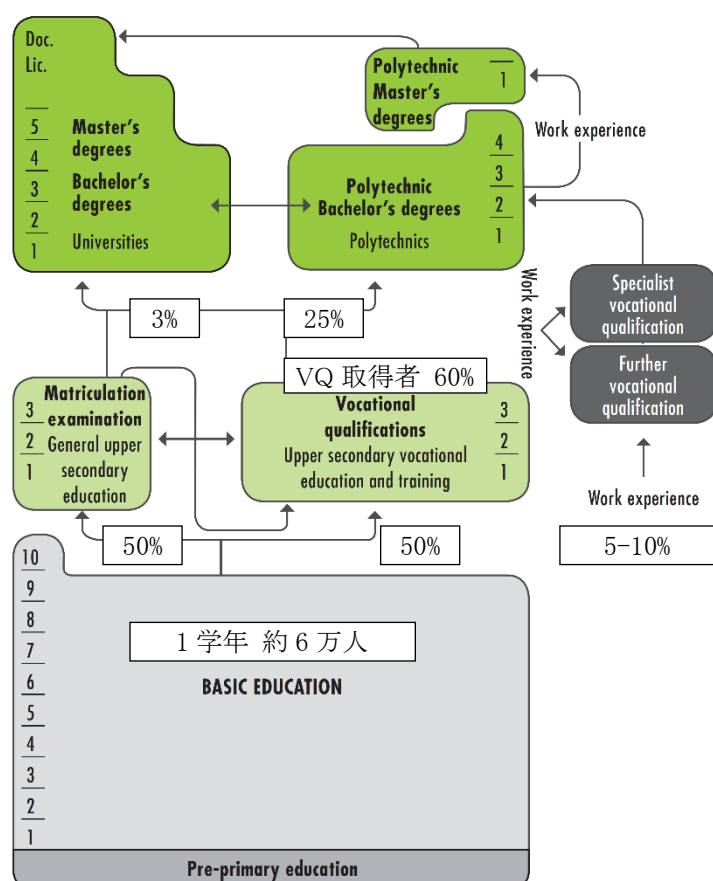 Doc.
Lic.
5
4
3
2
1
Master's
degrees
Bachelor's
degrees
Universities
Polytechnic
Master's
degrees
1
Work experience
Polytechnic
Bachelor's degrees
Polytechnics
4
3
2
1
Work experience
Specialist
vocational
qualification
Further
vocational
qualification
Work experience
5-10%
3%
25%
VQ 取得者 60%
Matriculation
examination
General upper
secondary
education
3
2
1
Vocational
qualifications
Upper secondary vocational
education and training
3
2
1
50%
50%
10
9
8
7
6
5
4
3
2
1
1学年 約6万人
BASIC EDUCATION
Pre-primary education